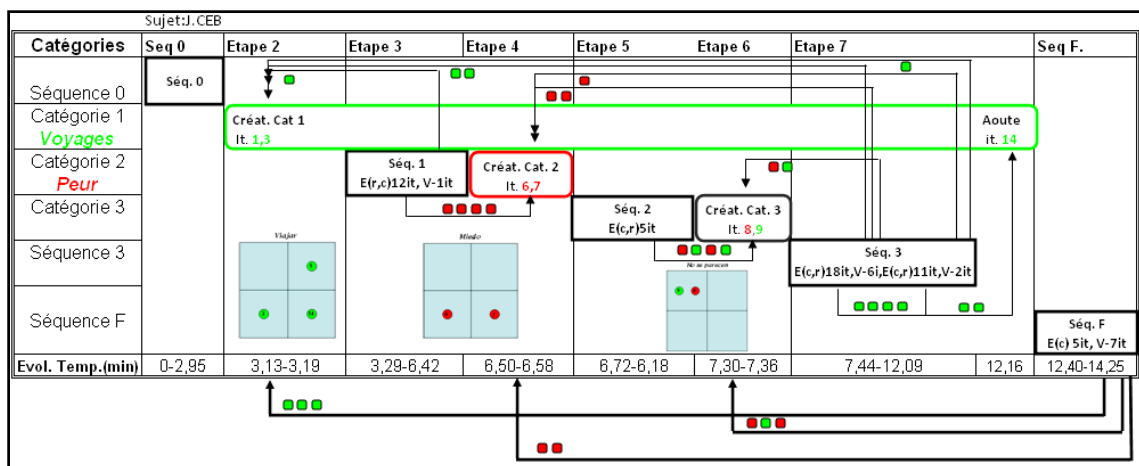 Sujet:J.CEB
Catégories Seq 0 Etape 2 Etape 3 Etape 4 Etape 5 Etape 6 Etape 7 Seq F.
Séq. 0
Séquence 0
Catégorie 1
Voyages
Créat. Cat 1
It. 1,3
Aoute
it. 14
Catégorie 2
Peur
Séq. 1
E(r,c)12it, V-1it
Créat. Cat. 2
It. 6,7
Catégorie 3
Séq. 2
E(c,r)5it
Créat. Cat. 3
It. 8,9
Séquence 3
Viajar
Miedo
No se parecen
Séq. 3
E(c,r)18it,V-6i,E(c,r)11it,V-2it
Séquence F
Séq. F
E(c) 5it, V-7it
Evol. Temp.(min) 0-2,95 3,13-3,19 3,29-6,42 6,50-6,58 6,72-6,18 7,30-7,36 7,44-12,09 12,16 12,40-14,25